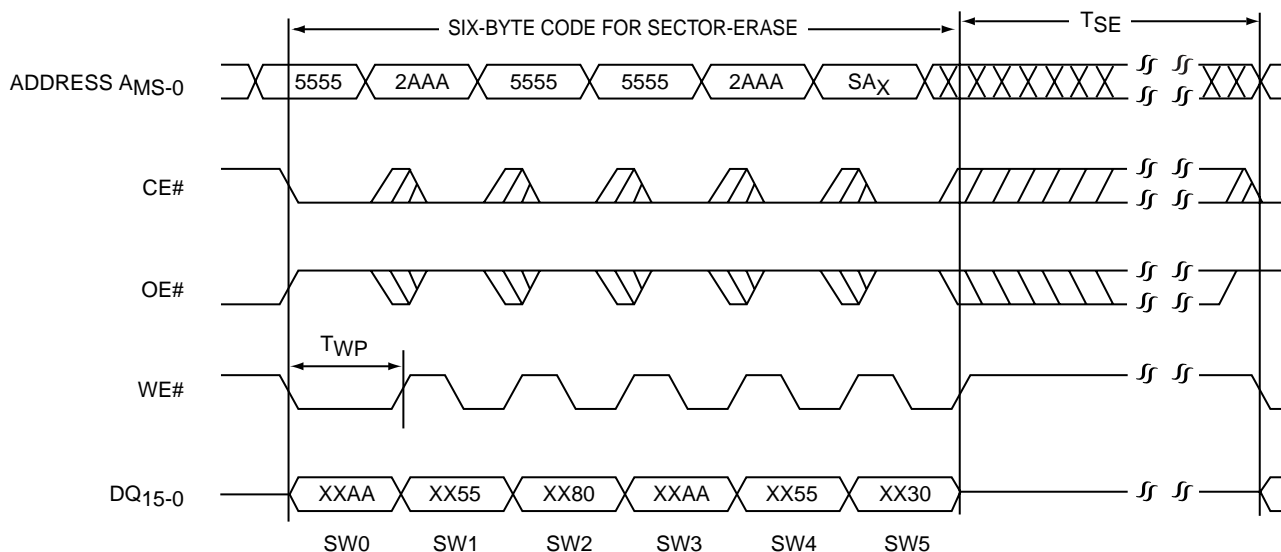 SIX-BYTE CODE FOR SECTOR-ERASE TSE
ADDRESS AMS-0 5555 2AAA 5555 5555 2AAA SAX
CE#
OE#
TWP
WE#
DQ15-0 XXAA XX55 XX80 XXAA XX55 XX30
SW0 SW1 SW2 SW3 SW4 SW5